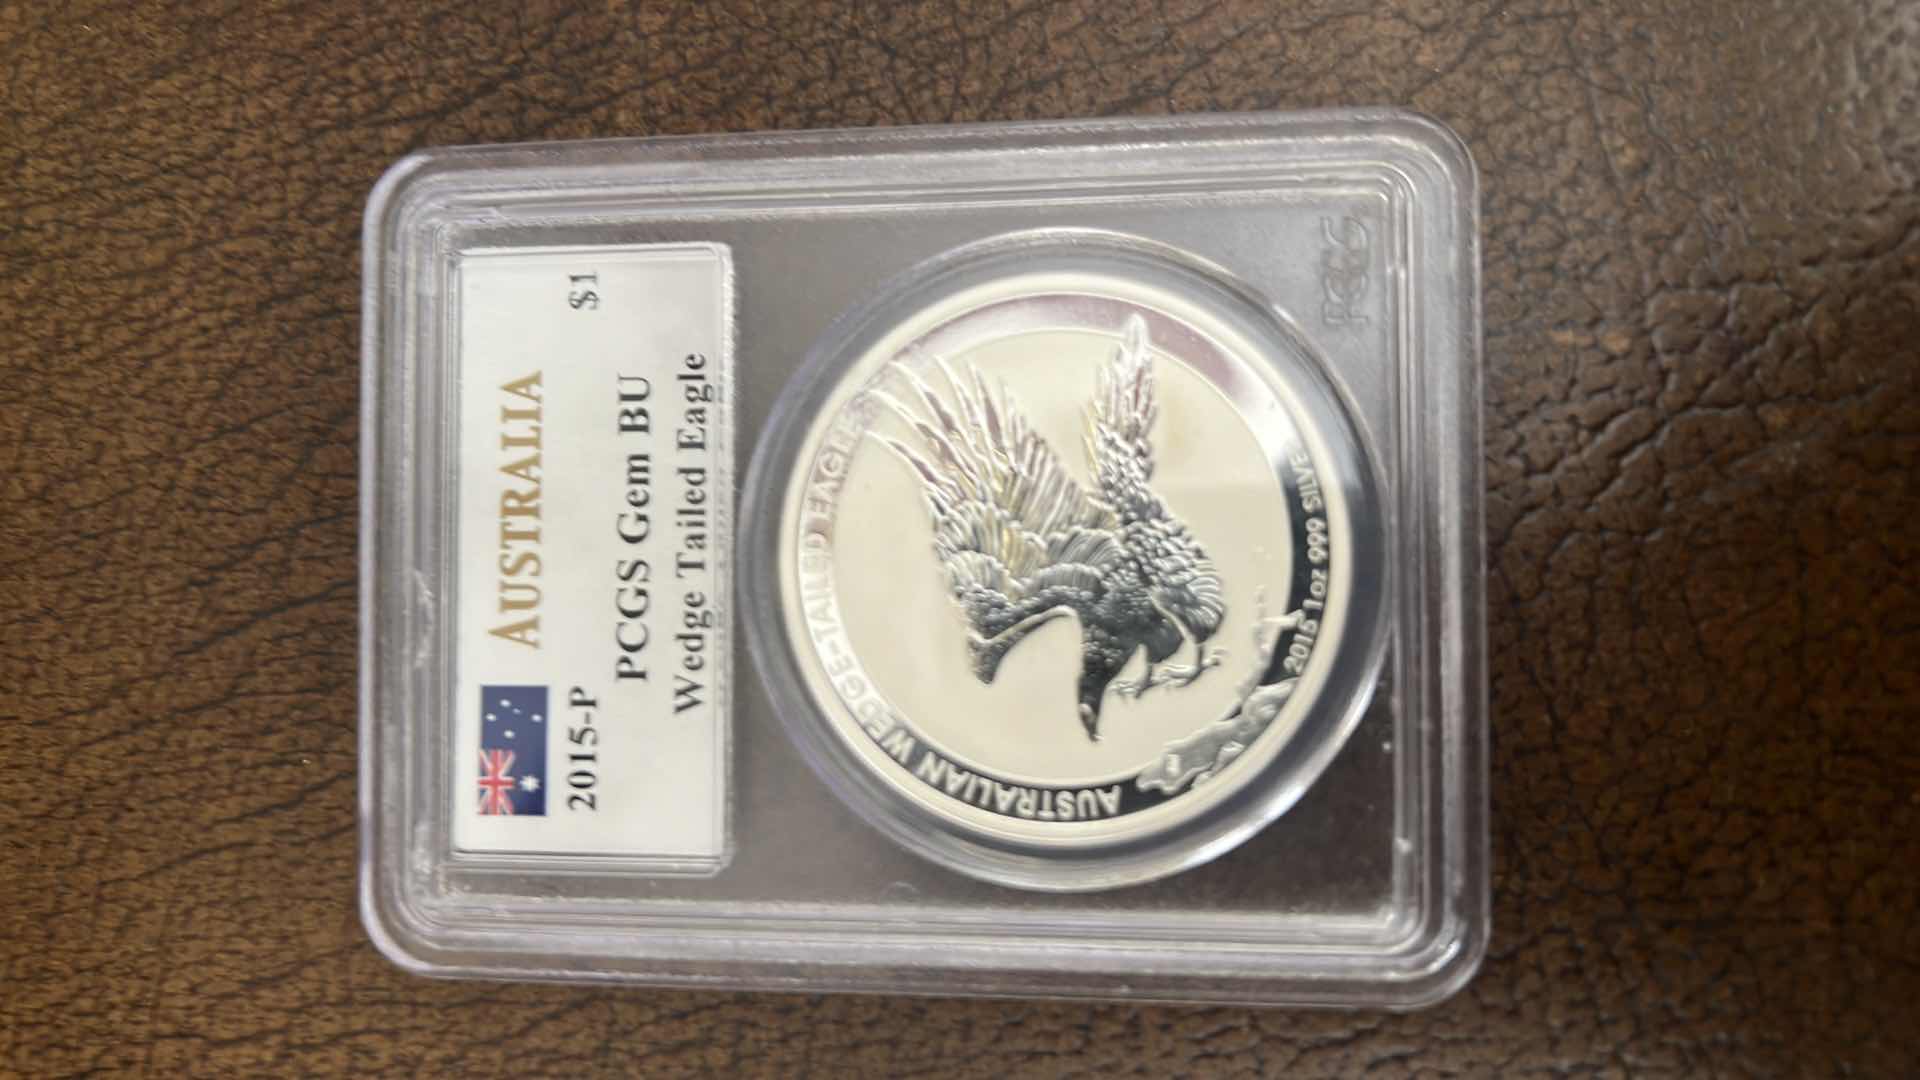 AUSTRALIA
2015-P $1
PCGS Gem BU
Wedge Tailed Eagle
AUSTRALIAN WEDGE-TAILED EAGLE
2015 1oz 999 SILVER
PCGS